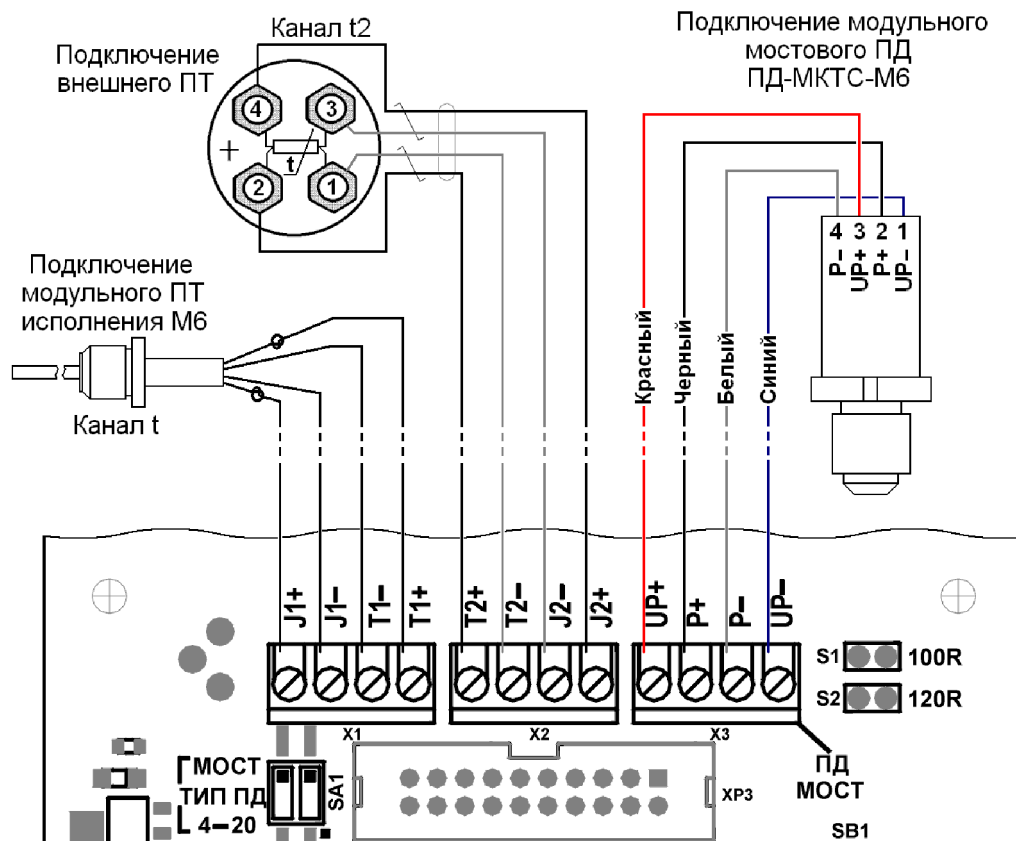 Канал t2
Подключение
внешнего ПТ
Подключение модульного
мостового ПД
ПД-МКТС-М6
4
3
+
t
2
1
4 3 2 1
P–
UP+
P+
UP–
Подключение
модульного ПТ
исполнения М6
Канал t
Красный
Черный
Белый
Синий
J1+
J1–
T1–
T1+
T2+
T2–
J2–
J2+
UP+
P+
P–
UP–
S1
100R
S2
120R
X1
X2
X3
МОСТ
ТИП ПД
4–20
SA1
XP3
ПД
МОСТ
SB1